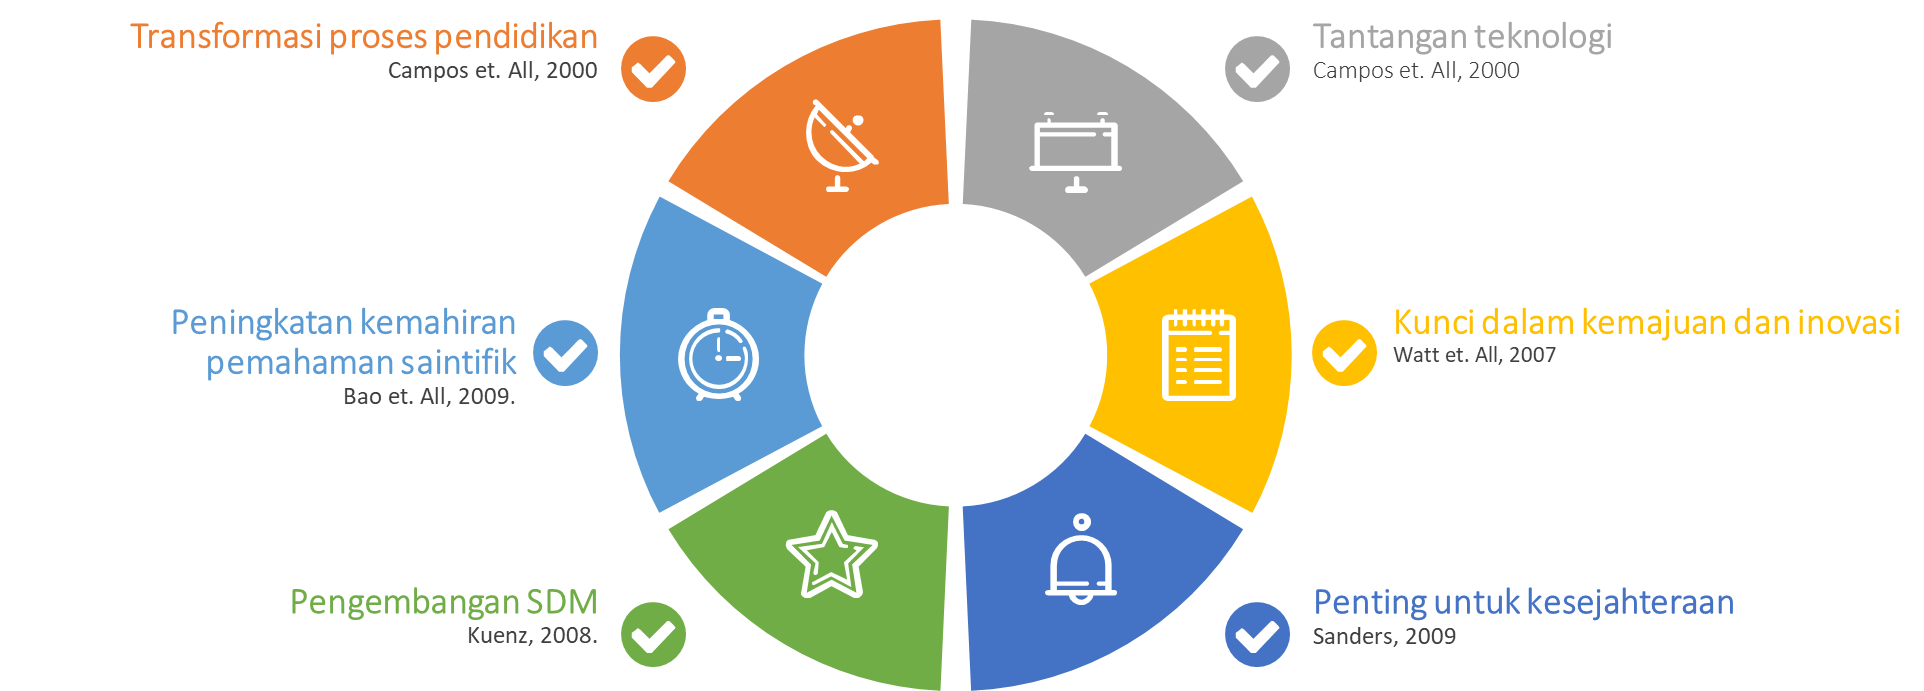 Transformasi proses pendidikan
Campos et. All, 2000
Tantangan teknologi
Campos et. All, 2000
Peningkatan kemahiran
pemahaman saintifik
Bao et. All, 2009.
Kunci dalam kemajuan dan inovasi
Watt et. All, 2007
Pengembangan SDM
Kuenz, 2008.
Penting untuk kesejahteraan
Sanders, 2009